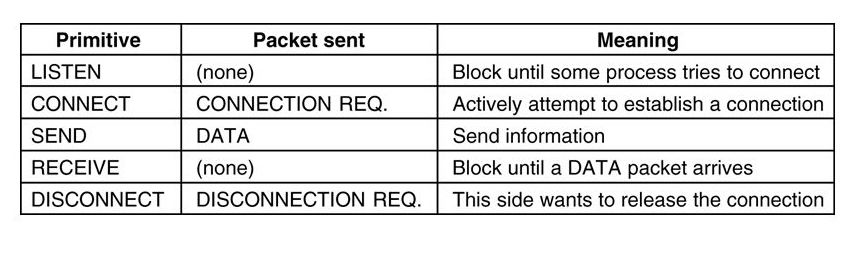 Primitive Packet sent Meaning
LISTEN (none) Block until some process tries to connect
CONNECT CONNECTION REQ. Actively attempt to establish a connection
SEND DATA Send information
RECEIVE (none) Block until a DATA packet arrives
DISCONNECT DISCONNECTION REQ. This side wants to release the connection